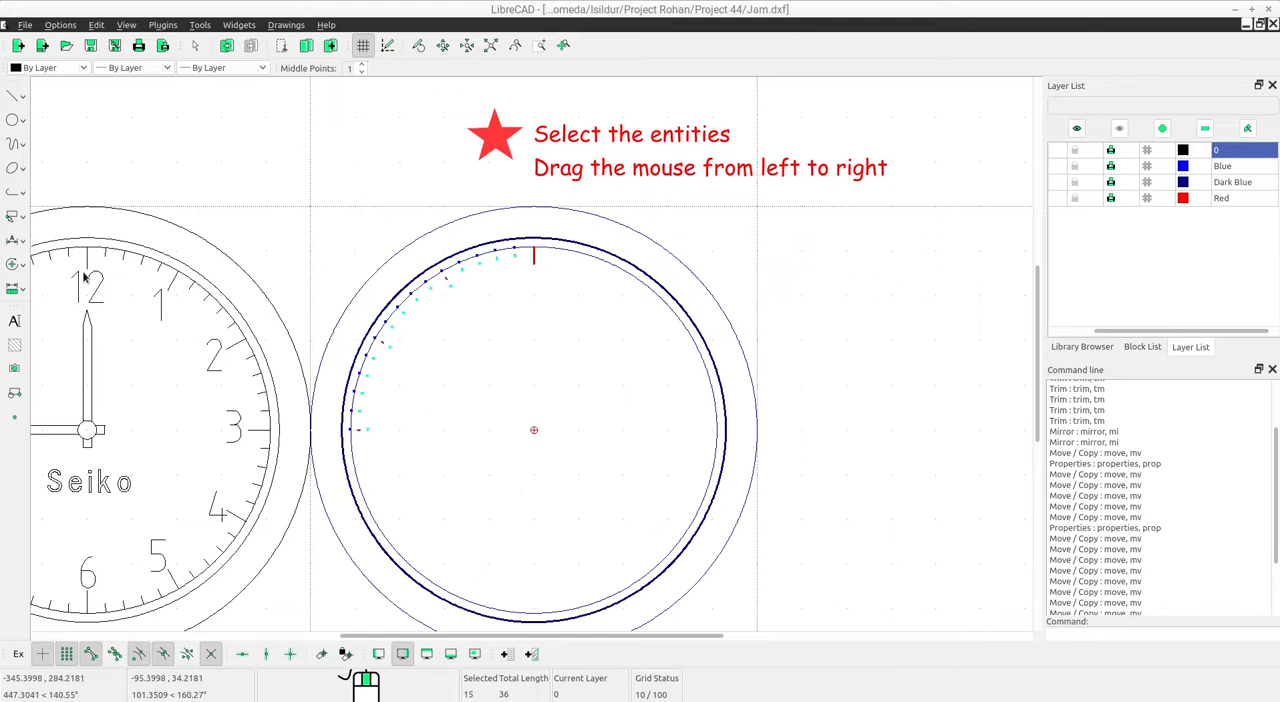 LibreCAD - [...omeda/Isildur/Project Rohan/Project 44/Jam.dxf]
File Options Edit View Plugins Tools Widgets Drawings Help
By Layer By Layer By Layer Middle Points: 1
Select the entities
Drag the mouse from left to right
12
1
2
3
4
5
6
Seiko
Layer List
0
Blue
Dark Blue
Red
Library Browser Block List Layer List
Command line
Trim : trim, tm
Trim : trim, tm
Trim : trim, tm
Trim : trim, tm
Trim : trim, tm
Mirror : mirror, mi
Mirror : mirror, mi
Move / Copy : move, mv
Properties : properties, prop
Move / Copy : move, mv
Move / Copy : move, mv
Move / Copy : move, mv
Move / Copy : move, mv
Move / Copy : move, mv
Properties : properties, prop
Move / Copy : move, mv
Move / Copy : move, mv
Move / Copy : move, mv
Move / Copy : move, mv
Move / Copy : move, mv
Move / Copy : move, mv
Move / Copy : move, mv
Command:
Ex
-345.3998 , 284.2181 -95.3998 , 34.2181 Selected Total Length Current Layer Grid Status
447.3041 < 140.55° 101.3509 < 160.27° 15 36 0 10 / 100